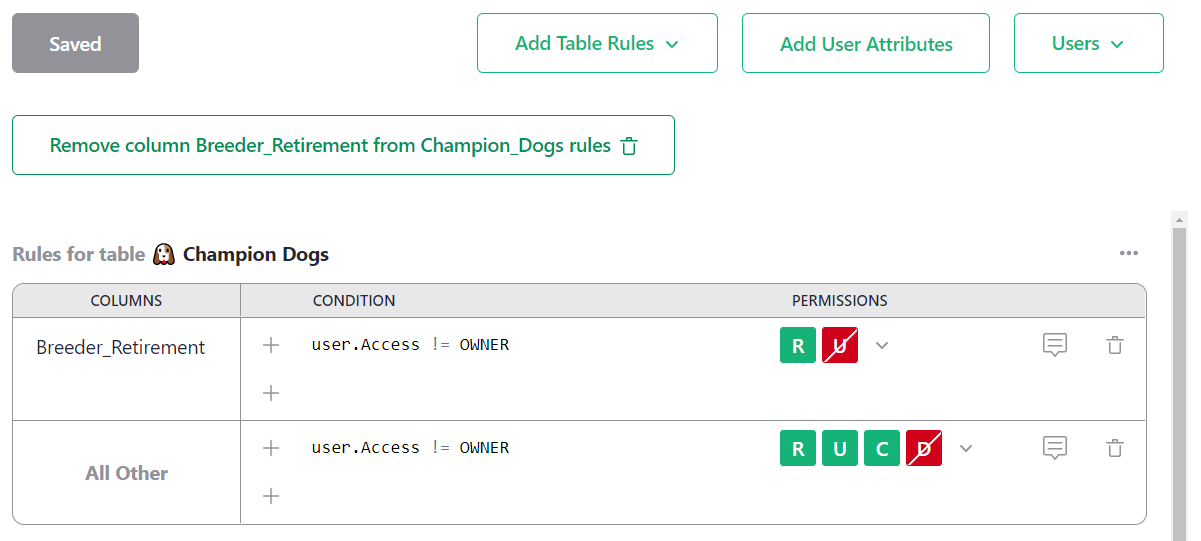 Saved
Add Table Rules
Add User Attributes
Users
Remove column Breeder_Retirement from Champion_Dogs rules
Rules for table Champion Dogs
COLUMNS CONDITION PERMISSIONS
Breeder_Retirement user.Access != OWNER R U
All Other user.Access != OWNER R U C D